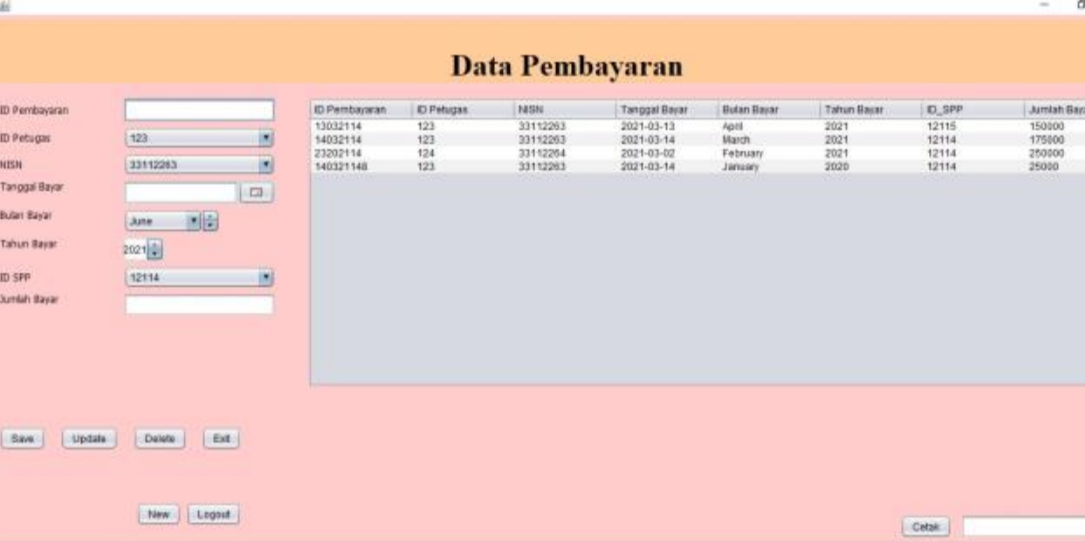 Data Pembayaran
ID Pembayaran
ID Petugas 123
NISN 33112263
Tanggal Bayar
Bulan Bayar June
Tahun Bayar 2021
ID SPP 12114
Jumlah Bayar
ID Pembayaran ID Petugas NISN Tanggal Bayar Bulan Bayar Tahun Bayar ID_SPP Jumlah Bay
13032114 123 33112263 2021-03-13 April 2021 12115 150000
14032114 123 33112263 2021-03-14 March 2021 12114 175000
23202114 124 33112264 2021-03-02 February 2021 12114 250000
140321148 123 33112263 2021-03-14 January 2020 12114 25000
Save Update Delete Exit
New Logout
Cetak